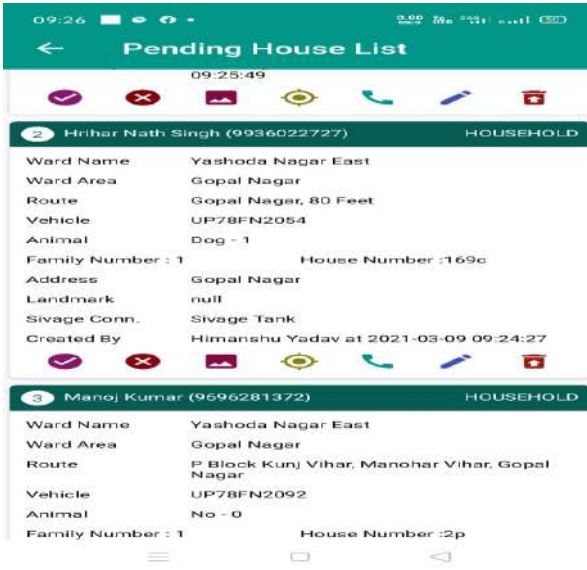 09:26
Pending House List
09:25:49
2 Hrihar Nath Singh (9936022727) HOUSEHOLD
Ward Name Yashoda Nagar East
Ward Area Gopal Nagar
Route Gopal Nagar, 80 Feet
Vehicle UP78FN2054
Animal Dog - 1
Family Number : 1 House Number :169c
Address Gopal Nagar
Landmark null
Sivage Conn. Sivage Tank
Created By Himanshu Yadav at 2021-03-09 09:24:27
3 Manoj Kumar (9696281372) HOUSEHOLD
Ward Name Yashoda Nagar East
Ward Area Gopal Nagar
Route P Block Kunj Vihar, Manohar Vihar, Gopal
Nagar
Vehicle UP78FN2092
Animal No - 0
Family Number : 1 House Number :2p